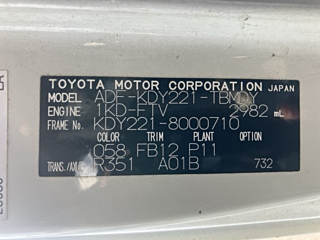 TOYOTA MOTOR CORPORATION JAPAN
MODEL ADF-KDY221-TBMDY
ENGINE 1KD-FTV 2982 mL
FRAME No. KDY221-8000710
COLOR TRIM PLANT OPTION
058 FB12 P11
TRANS./AXLE R351 A01B 732